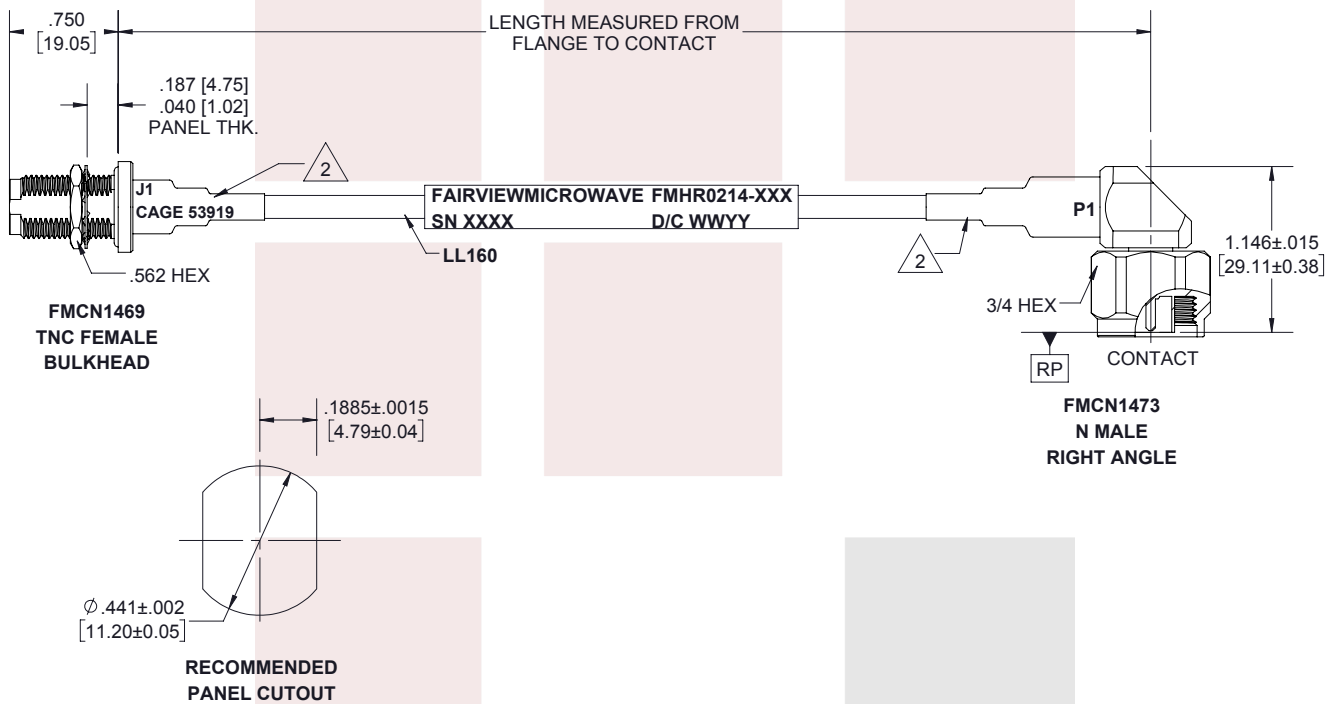 .750
[19.05]
LENGTH MEASURED FROM
FLANGE TO CONTACT
.187 [4.75]
.040 [1.02]
PANEL THK.
2
J1
CAGE 53919
FAIRVIEWMICROWAVE FMHR0214-XXX
SN XXXX D/C WWYY
P1
1.146±.015
[29.11±0.38]
.562 HEX
LL160
2
3/4 HEX
FMCN1469
TNC FEMALE
BULKHEAD
RP
CONTACT
FMCN1473
N MALE
RIGHT ANGLE
.1885±.0015
[4.79±0.04]
Ø .441±.002
[11.20±0.05]
RECOMMENDED
PANEL CUTOUT